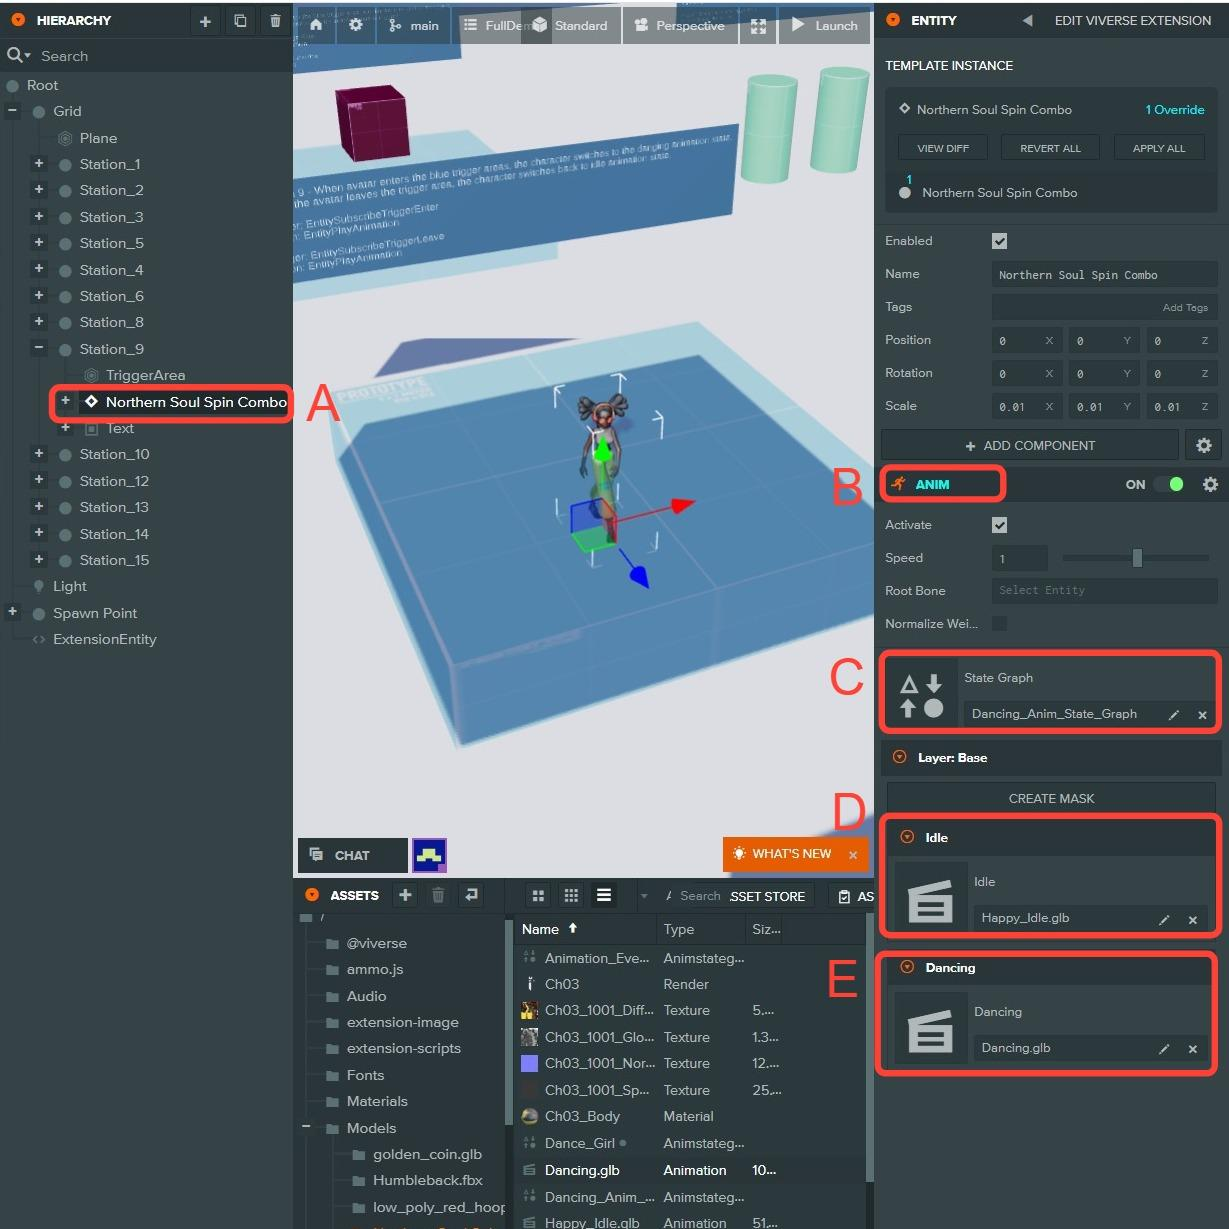 HIERARCHY
Search
Root
Grid
Plane
Station_1
Station_2
Station_3
Station_5
Station_4
Station_6
Station_8
Station_9
TriggerArea
Northern Soul Spin Combo
Text
Station_10
Station_12
Station_13
Station_14
Station_15
Light
Spawn Point
ExtensionEntity
A
main
FullDem
Standard
Perspective
Launch
n 9 - When avatar enters the blue trigger areas, the character switches to the danging animation state.
the avatar leaves the trigger area, the character switches back to idle animation state.
er: EntitySubscribeTriggerEnter
on: EntityPlayAnimation
ger: EntitySubscribeTriggerLeave
on: EntityPlayAnimation
PROTOTYPE
CHAT
WHAT'S NEW
B
C
D
E
ASSETS
Search
SSET STORE
AS
/
@viverse
ammo.js
Audio
extension-image
extension-scripts
Fonts
Materials
Models
golden_coin.glb
Humbleback.fbx
low_poly_red_hoop
Name
Type
Siz...
Animation_Eve... Animstateg...
Ch03 Render
Ch03_1001_Diff... Texture 5,...
Ch03_1001_Glo... Texture 1.3...
Ch03_1001_Nor... Texture 12,...
Ch03_1001_Sp... Texture 25,...
Ch03_Body Material
Dance_Girl Animstateg...
Dancing.glb Animation 10...
Dancing_Anim_... Animstateg...
Happy_Idle.glb Animation 51,...
ENTITY
EDIT VIVERSE EXTENSION
TEMPLATE INSTANCE
Northern Soul Spin Combo 1 Override
VIEW DIFF REVERT ALL APPLY ALL
1
Northern Soul Spin Combo
Enabled
Name Northern Soul Spin Combo
Tags Add Tags
Position 0 X 0 Y 0 Z
Rotation 0 X 0 Y 0 Z
Scale 0.01 X 0.01 Y 0.01 Z
ADD COMPONENT
ANIM ON
Activate
Speed 1
Root Bone Select Entity
Normalize Wei...
State Graph
Dancing_Anim_State_Graph
Layer: Base
CREATE MASK
Idle
Idle
Happy_Idle.glb
Dancing
Dancing
Dancing.glb